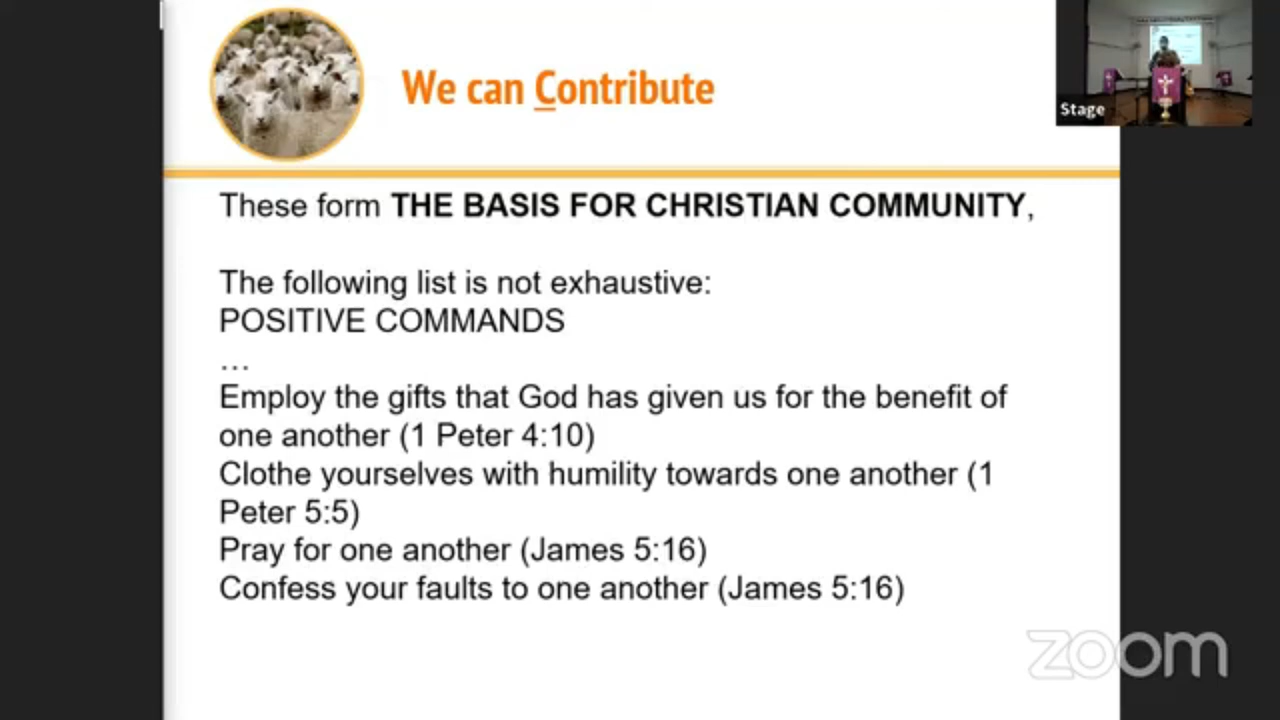 We can Contribute
Stage
These form THE BASIS FOR CHRISTIAN COMMUNITY,
The following list is not exhaustive:
POSITIVE COMMANDS
…
Employ the gifts that God has given us for the benefit of
one another (1 Peter 4:10)
Clothe yourselves with humility towards one another (1
Peter 5:5)
Pray for one another (James 5:16)
Confess your faults to one another (James 5:16)
zoom